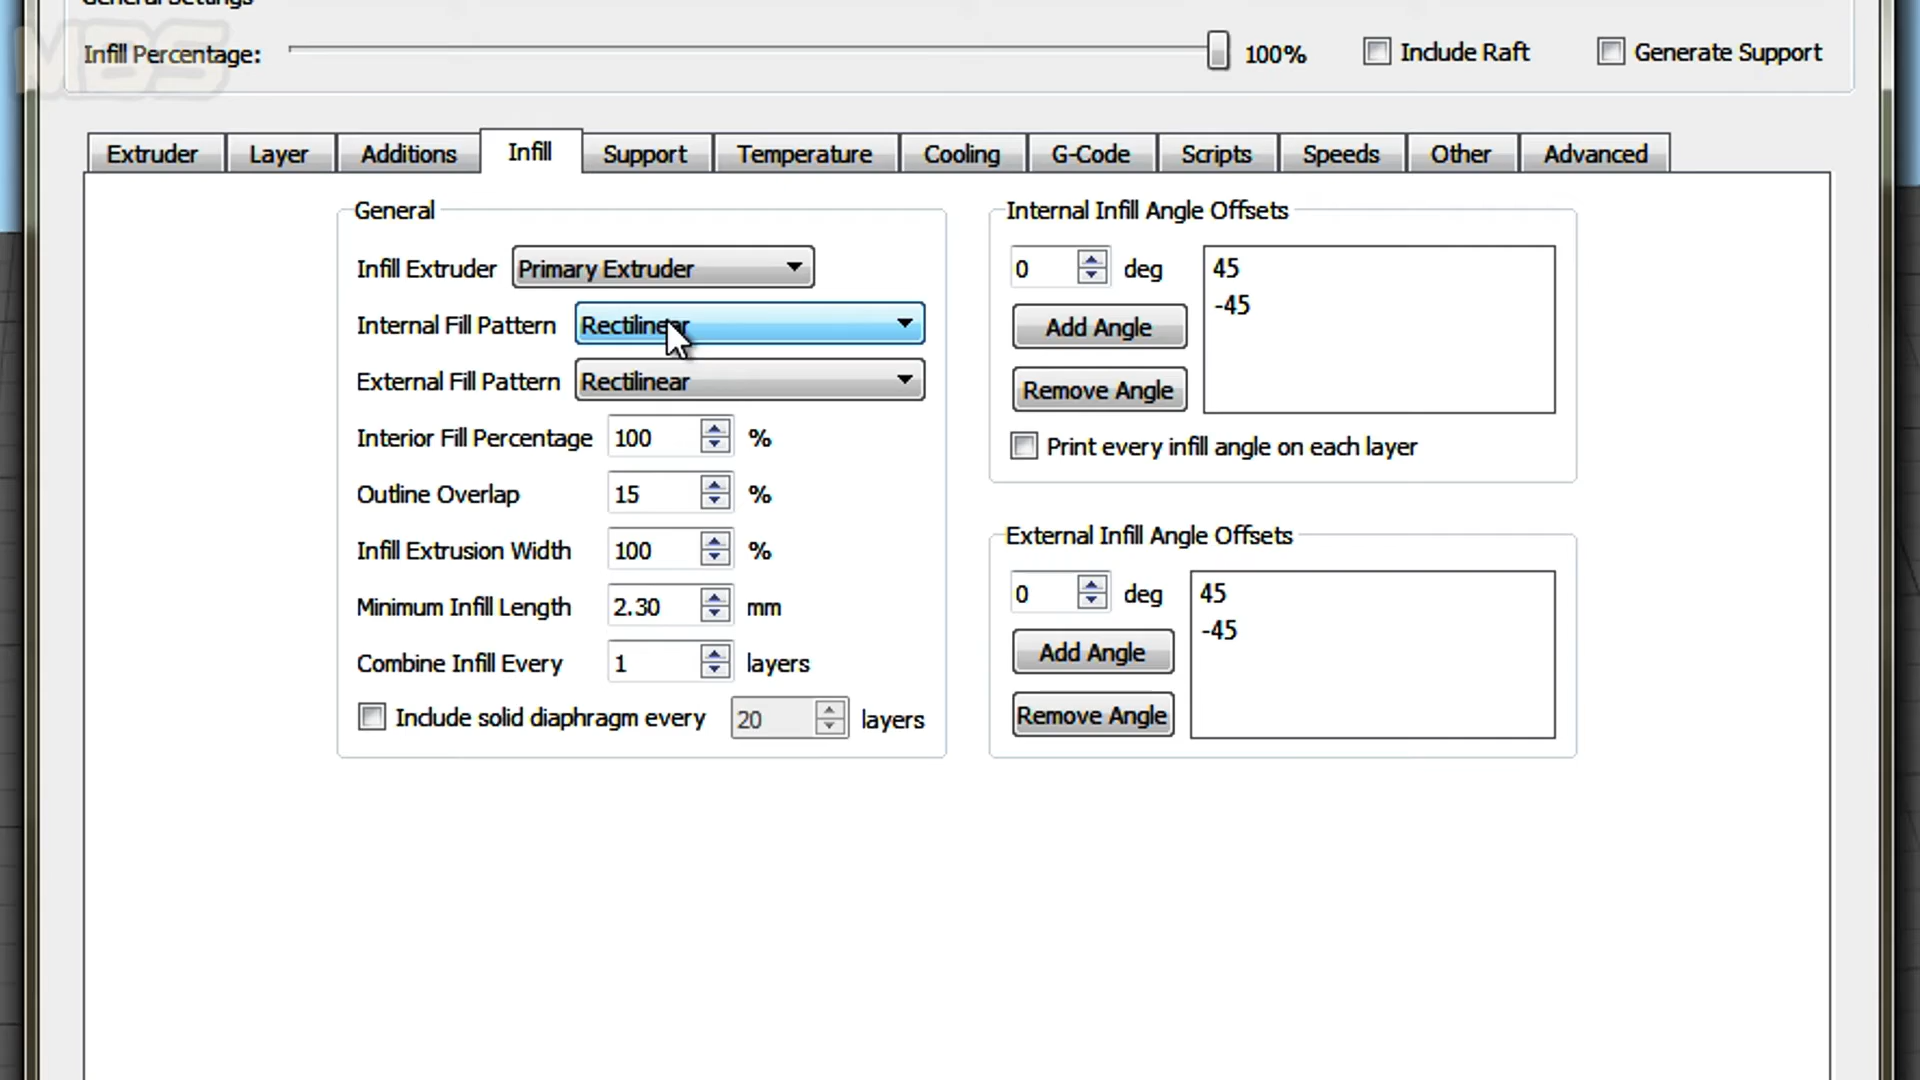 General Settings
MBS
Infill Percentage: 100% Include Raft Generate Support
Extruder Layer Additions Infill Support Temperature Cooling G-Code Scripts Speeds Other Advanced
General
Infill Extruder Primary Extruder
Internal Fill Pattern Rectilinear
External Fill Pattern Rectilinear
Interior Fill Percentage 100 %
Outline Overlap 15 %
Infill Extrusion Width 100 %
Minimum Infill Length 2.30 mm
Combine Infill Every 1 layers
Include solid diaphragm every 20 layers
Internal Infill Angle Offsets
0 deg
Add Angle
Remove Angle
45
-45
Print every infill angle on each layer
External Infill Angle Offsets
0 deg
Add Angle
Remove Angle
45
-45